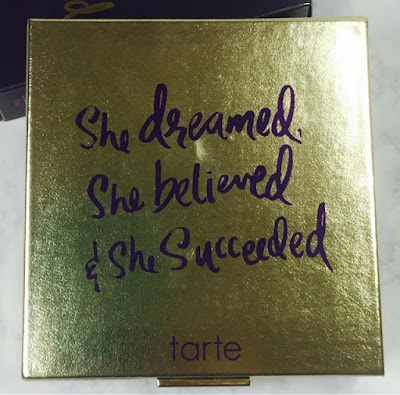 She dreamed,
She believed
& She Succeeded
tarte